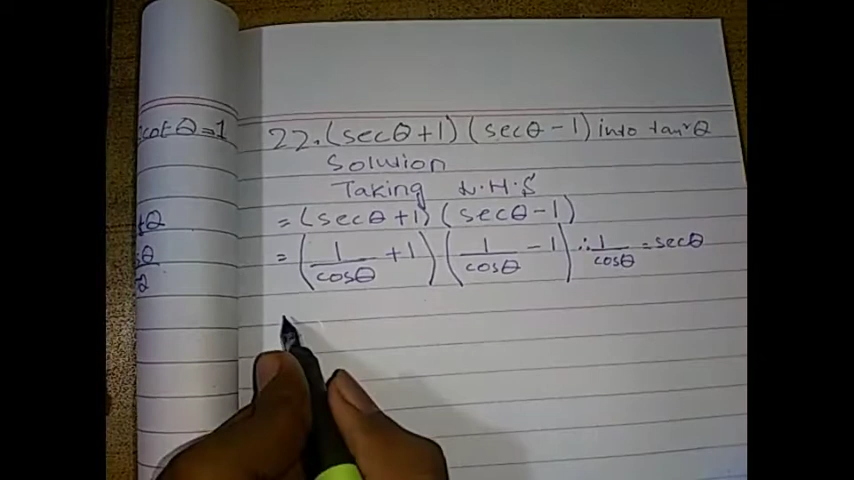 cot θ = 1
22. (secθ + 1) (secθ - 1) into tan²θ
Soluion
Taking L.H.S
= (secθ + 1) (secθ - 1)
= (1/cosθ + 1) (1/cosθ - 1) ∴ 1/cosθ = secθ
θ
θ